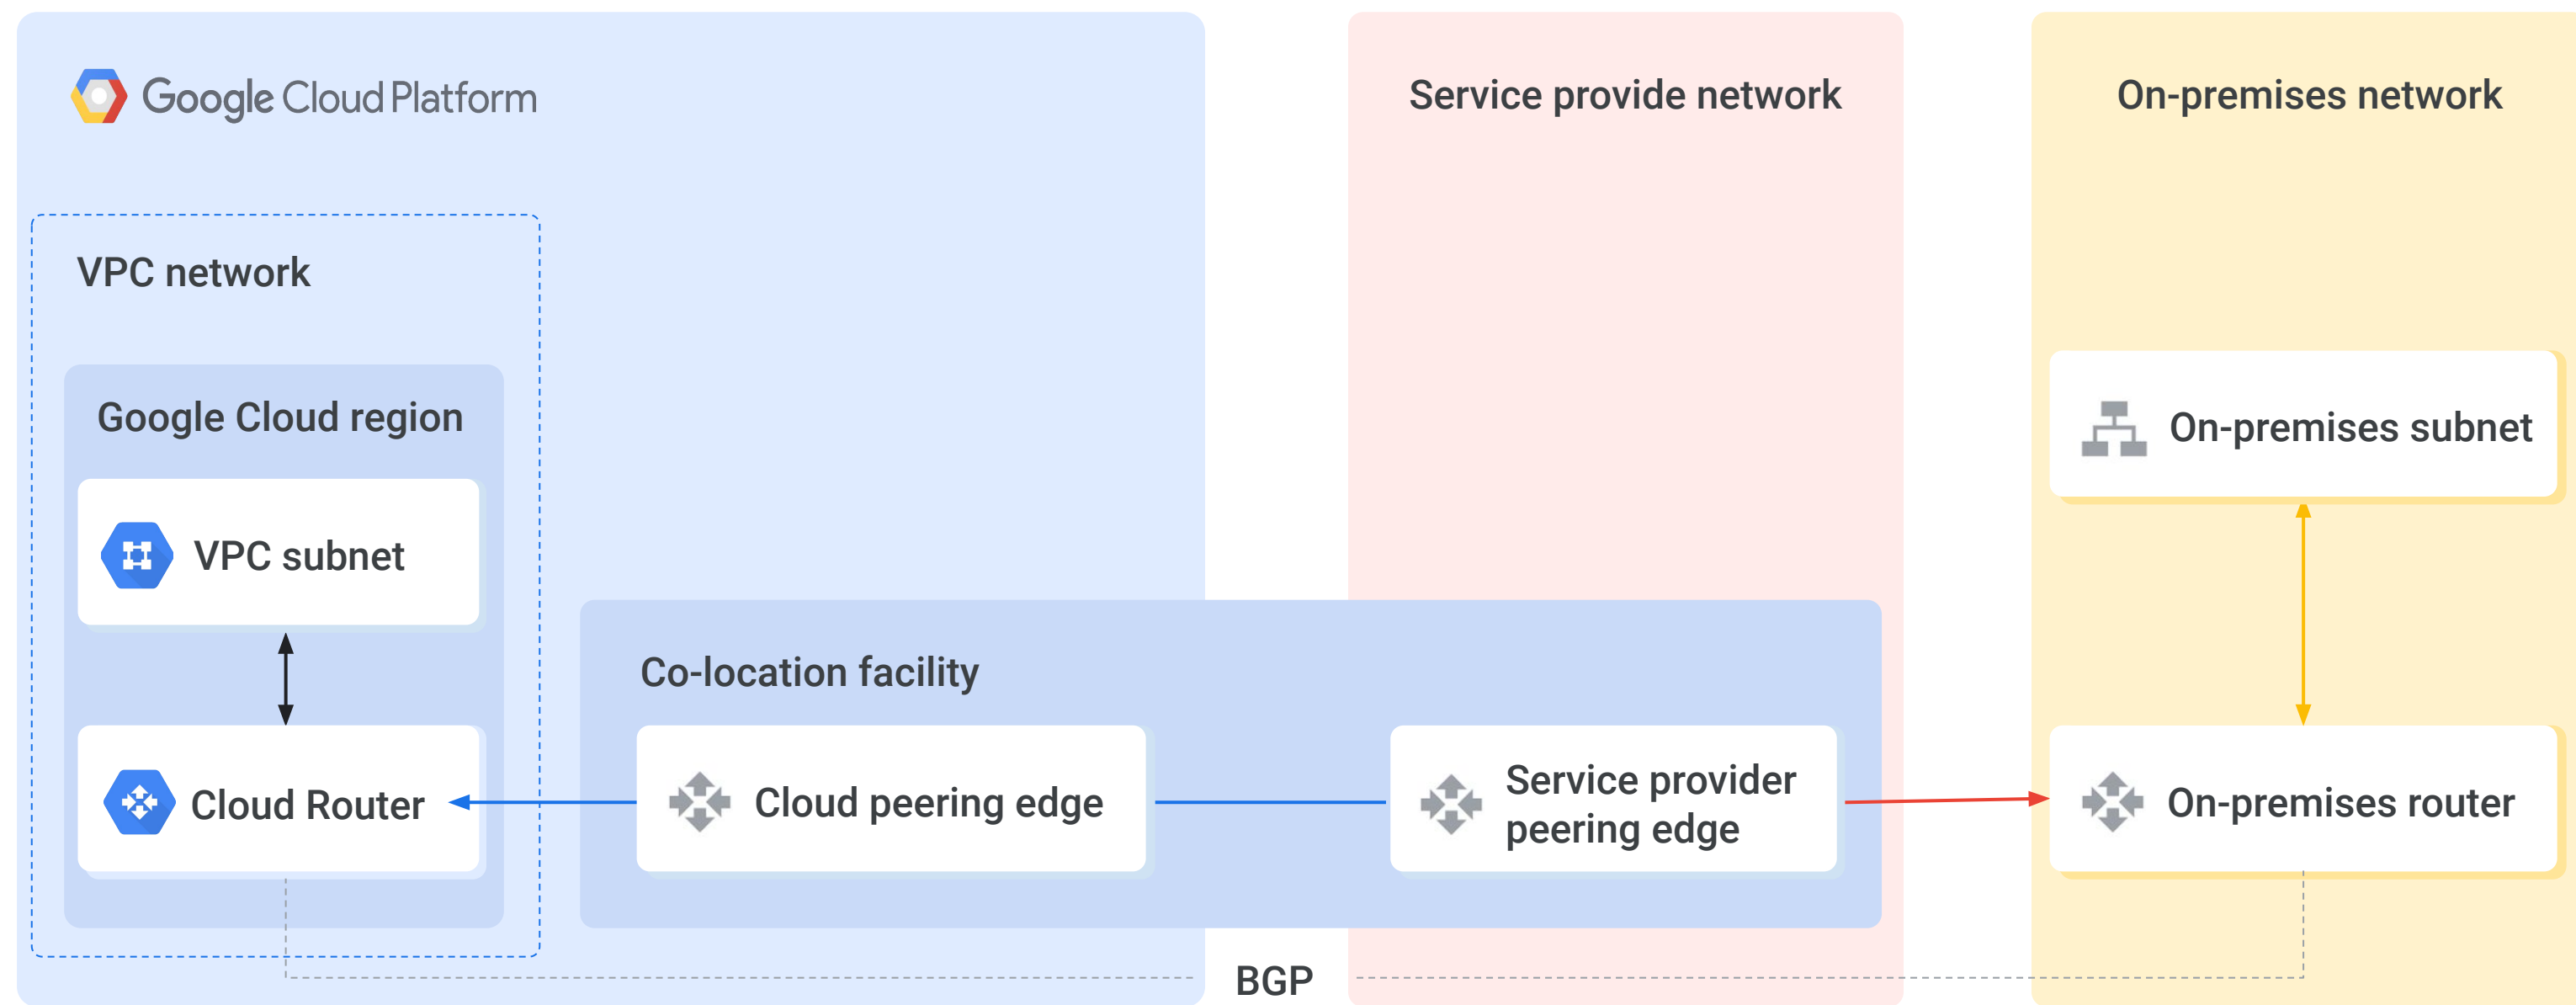 Google Cloud Platform
Service provide network
On-premises network
VPC network
Google Cloud region
On-premises subnet
VPC subnet
Co-location facility
Cloud Router
Cloud peering edge
Service provider
peering edge
On-premises router
BGP